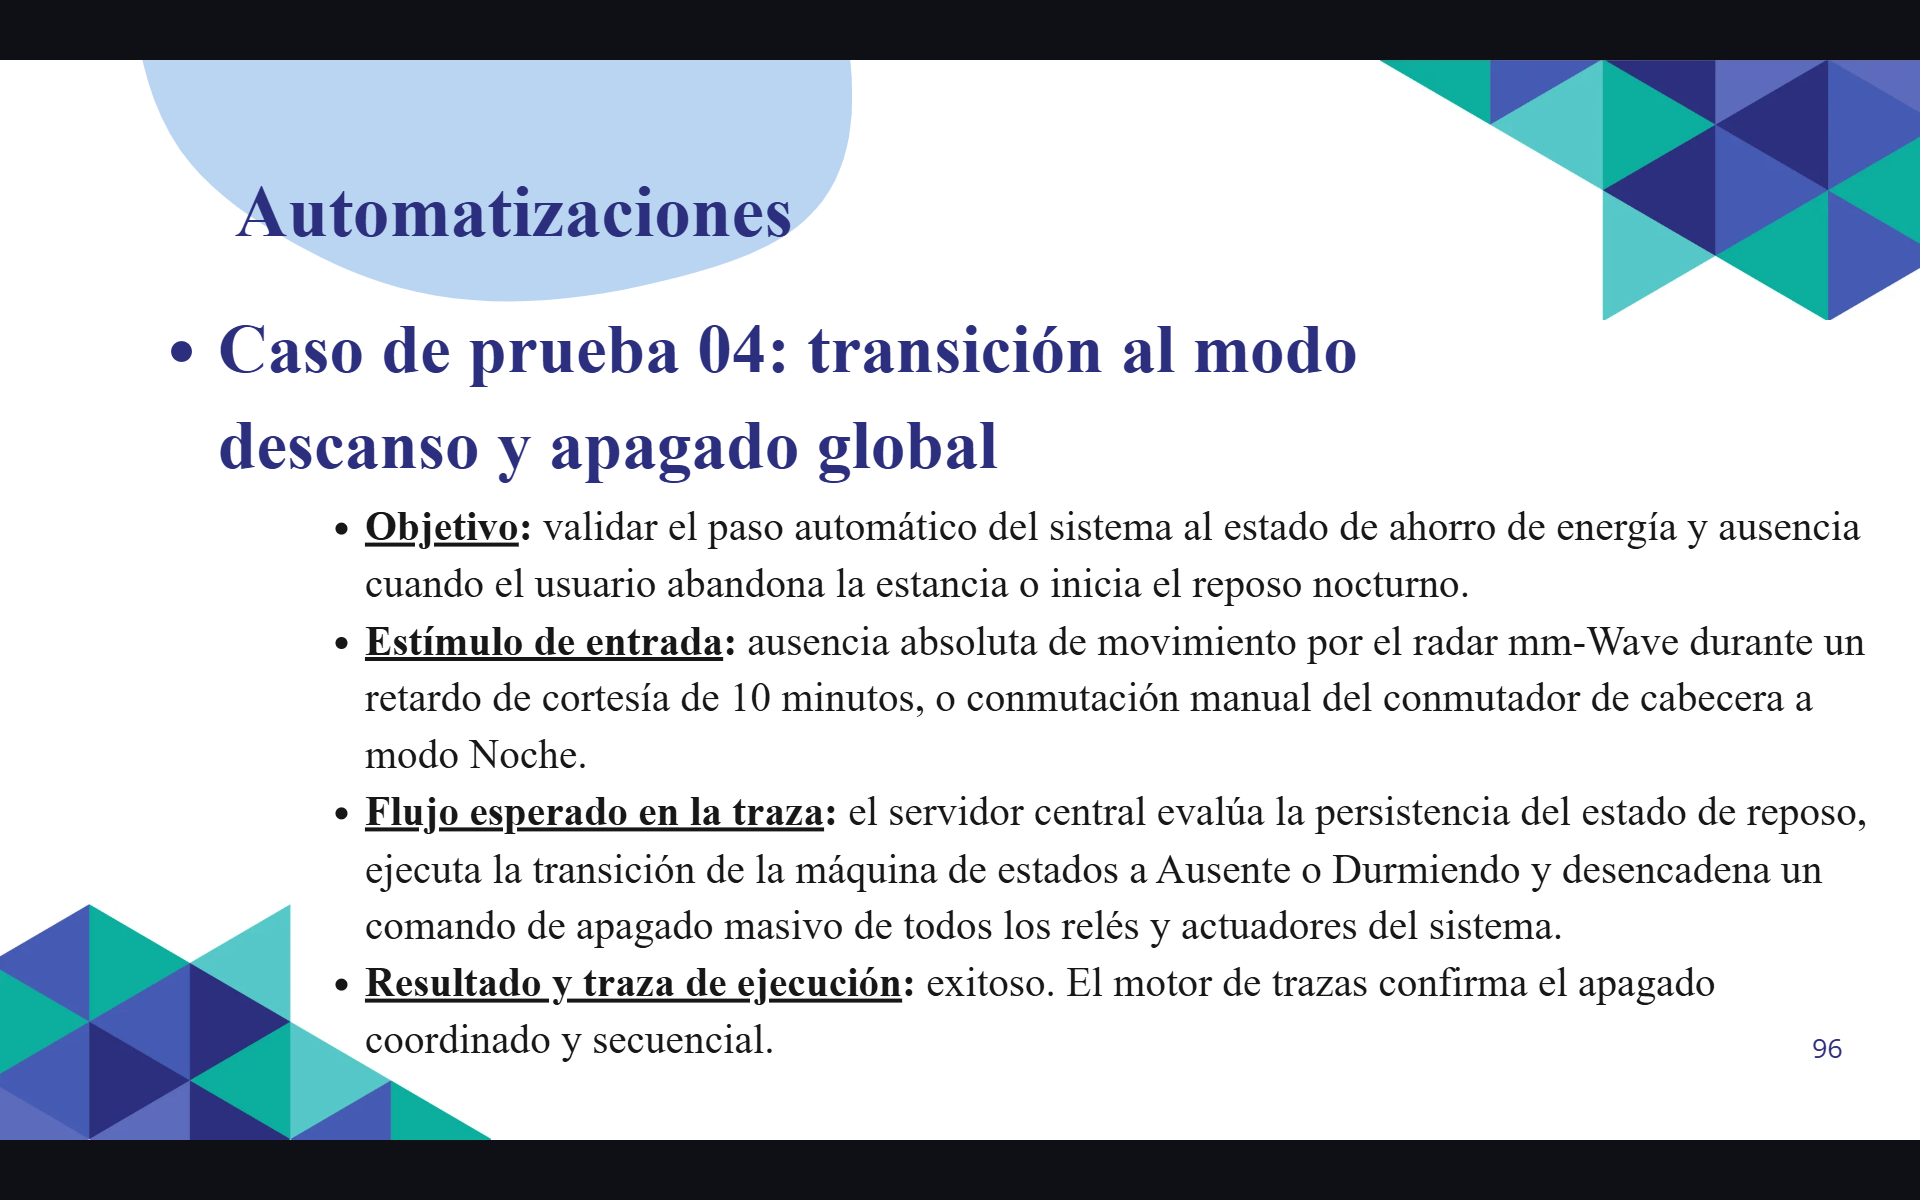 Automatizaciones
• Caso de prueba 04: transición al modo
descanso y apagado global
• Objetivo: validar el paso automático del sistema al estado de ahorro de energía y ausencia
cuando el usuario abandona la estancia o inicia el reposo nocturno.
• Estímulo de entrada: ausencia absoluta de movimiento por el radar mm-Wave durante un
retardo de cortesía de 10 minutos, o conmutación manual del conmutador de cabecera a
modo Noche.
• Flujo esperado en la traza: el servidor central evalúa la persistencia del estado de reposo,
ejecuta la transición de la máquina de estados a Ausente o Durmiendo y desencadena un
comando de apagado masivo de todos los relés y actuadores del sistema.
• Resultado y traza de ejecución: exitoso. El motor de trazas confirma el apagado
coordinado y secuencial.
96